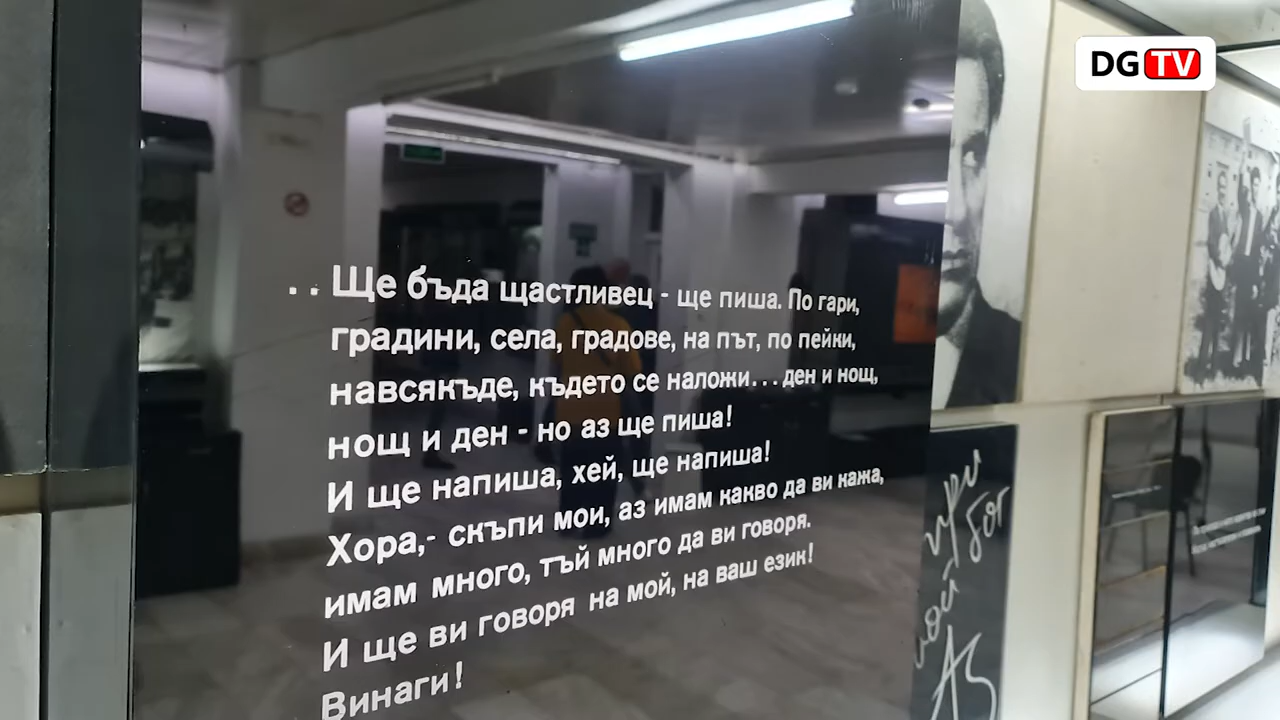 DGTV
.. Ще бъда щастливец - ще пиша. По гари,
градини, села, градове, на път, по пейки,
навсякъде, където се наложи...ден и нощ,
нощ и ден - но аз ще пиша!
И ще напиша, хей, ще напиша!
Хора,- скъпи мои, аз имам какво да ви кажа,
имам много, тъй много да ви говоря.
И ще ви говоря на мой, на ваш език!
Винаги!